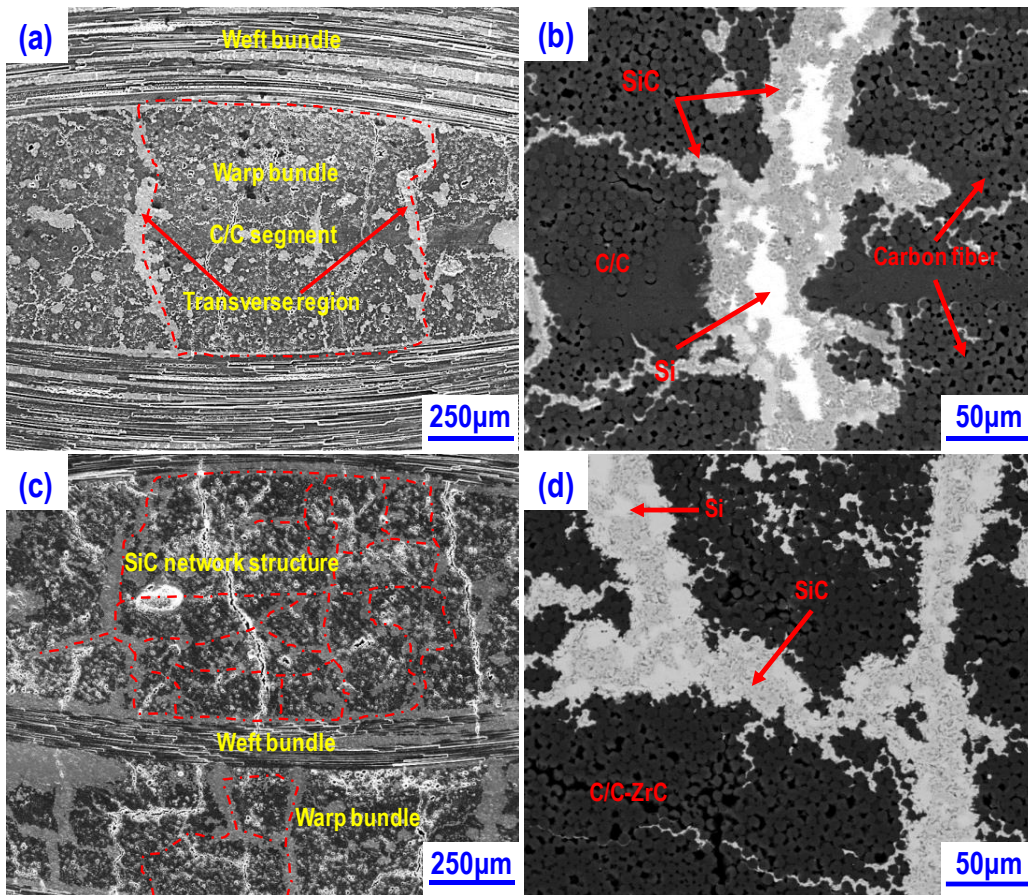 (a)
Weft bundle
Warp bundle
C/C segment
Transverse region
250μm
(b)
SiC
C/C
Carbon fiber
Si
50μm
(c)
SiC network structure
Weft bundle
Warp bundle
250μm
(d)
Si
SiC
C/C-ZrC
50μm